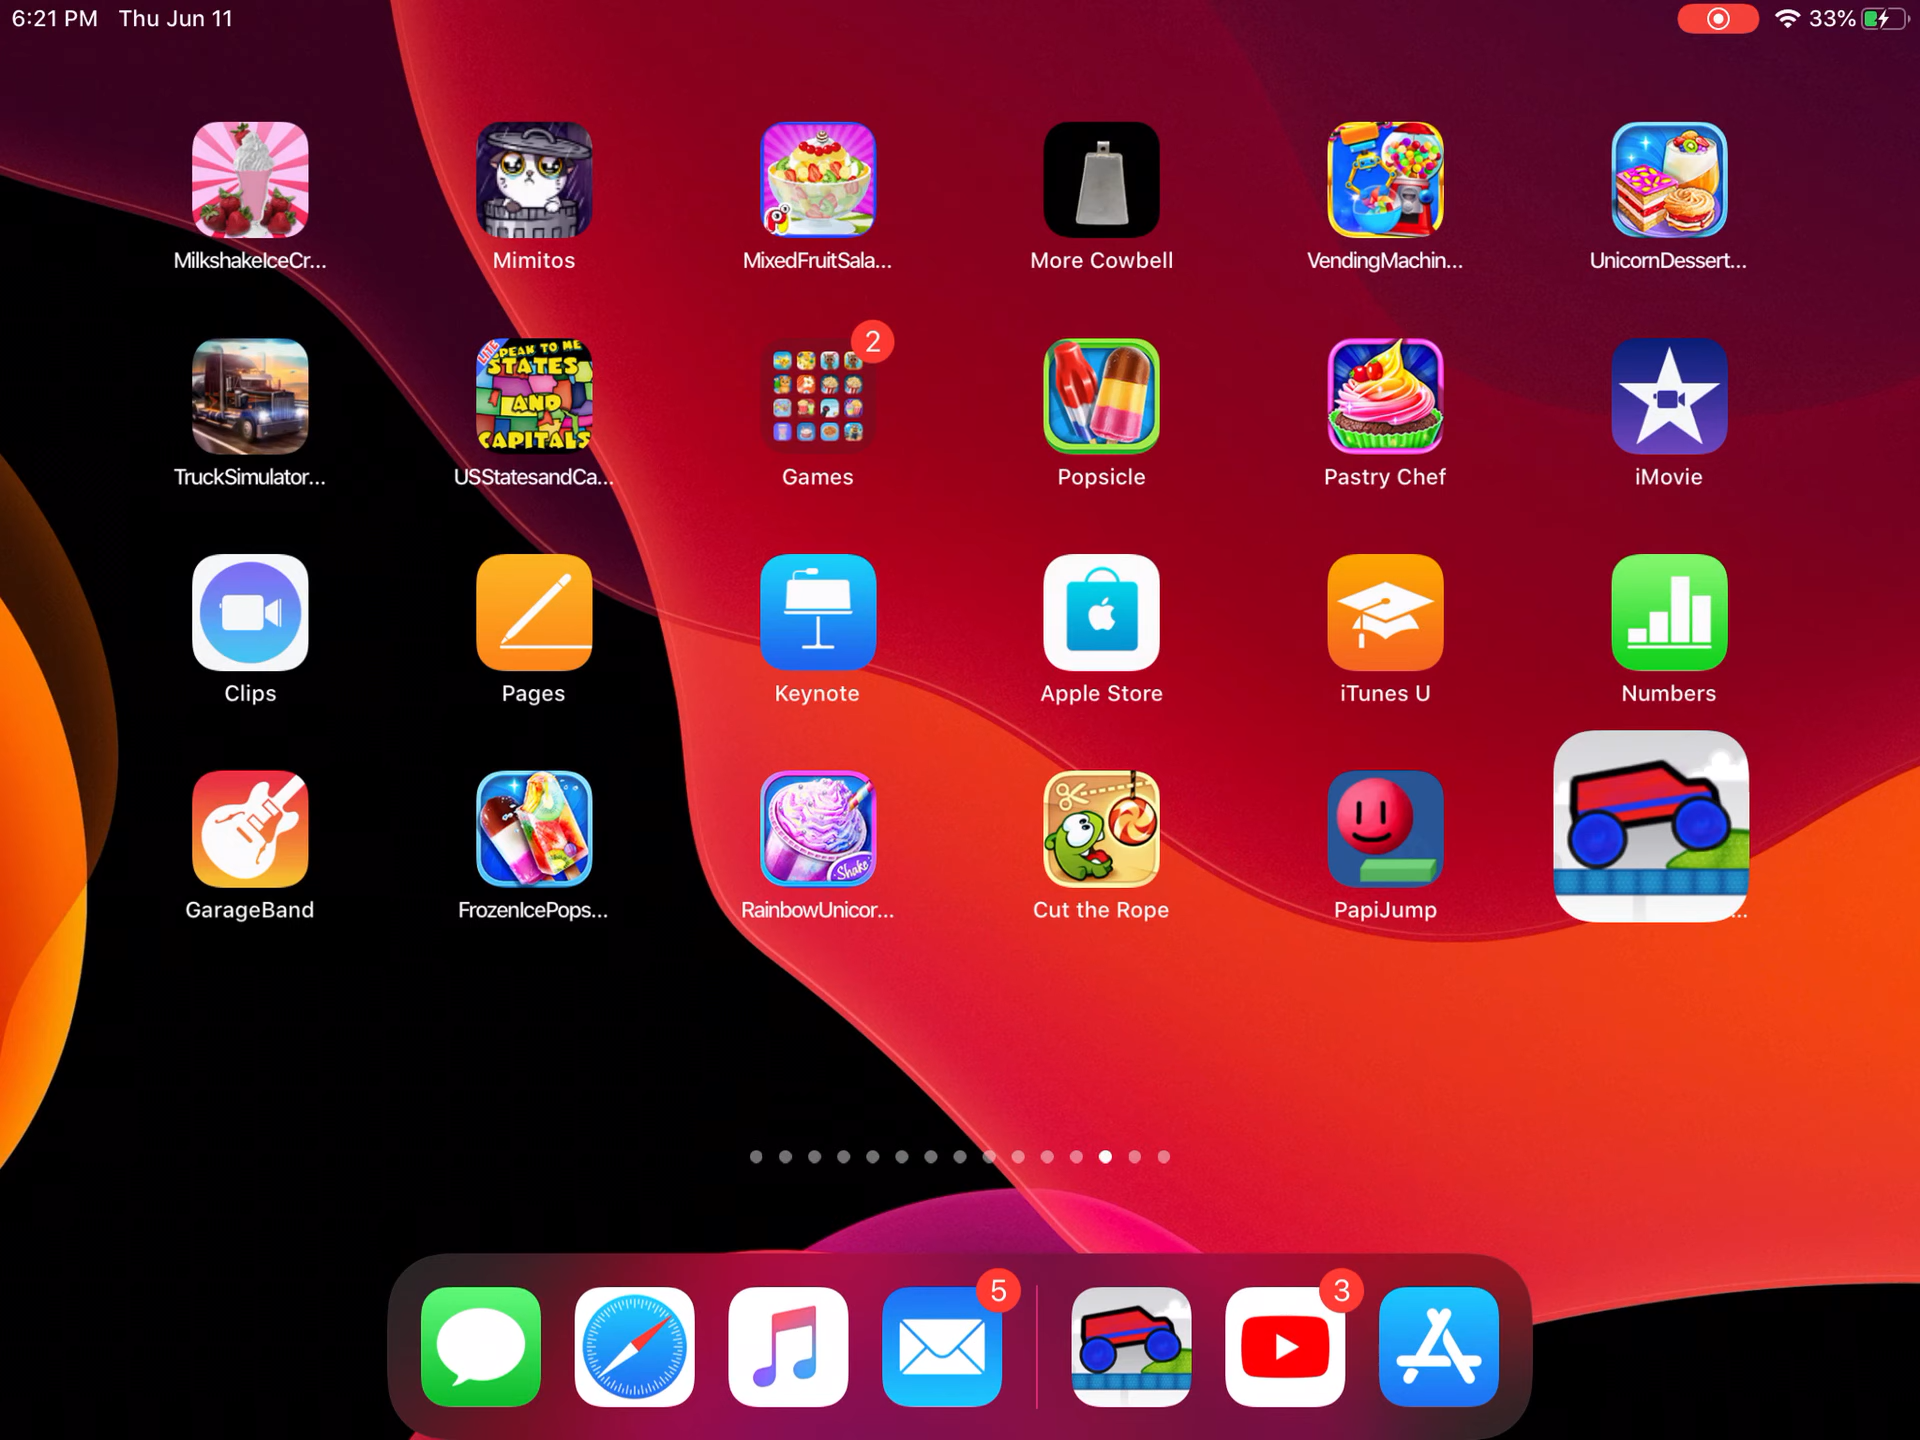 6:21 PM Thu Jun 11 33%
MilkshakeIceCr... Mimitos MixedFruitSala... More Cowbell VendingMachin... UnicornDessert...
LITE
SPEAK TO ME
STATES
AND
CAPITALS
2
TruckSimulator... USStatesandCa... Games Popsicle Pastry Chef iMovie
Clips Pages Keynote Apple Store iTunes U Numbers
Shake
GarageBand FrozenIcePops... RainbowUnicor... Cut the Rope PapiJump ...
5 3